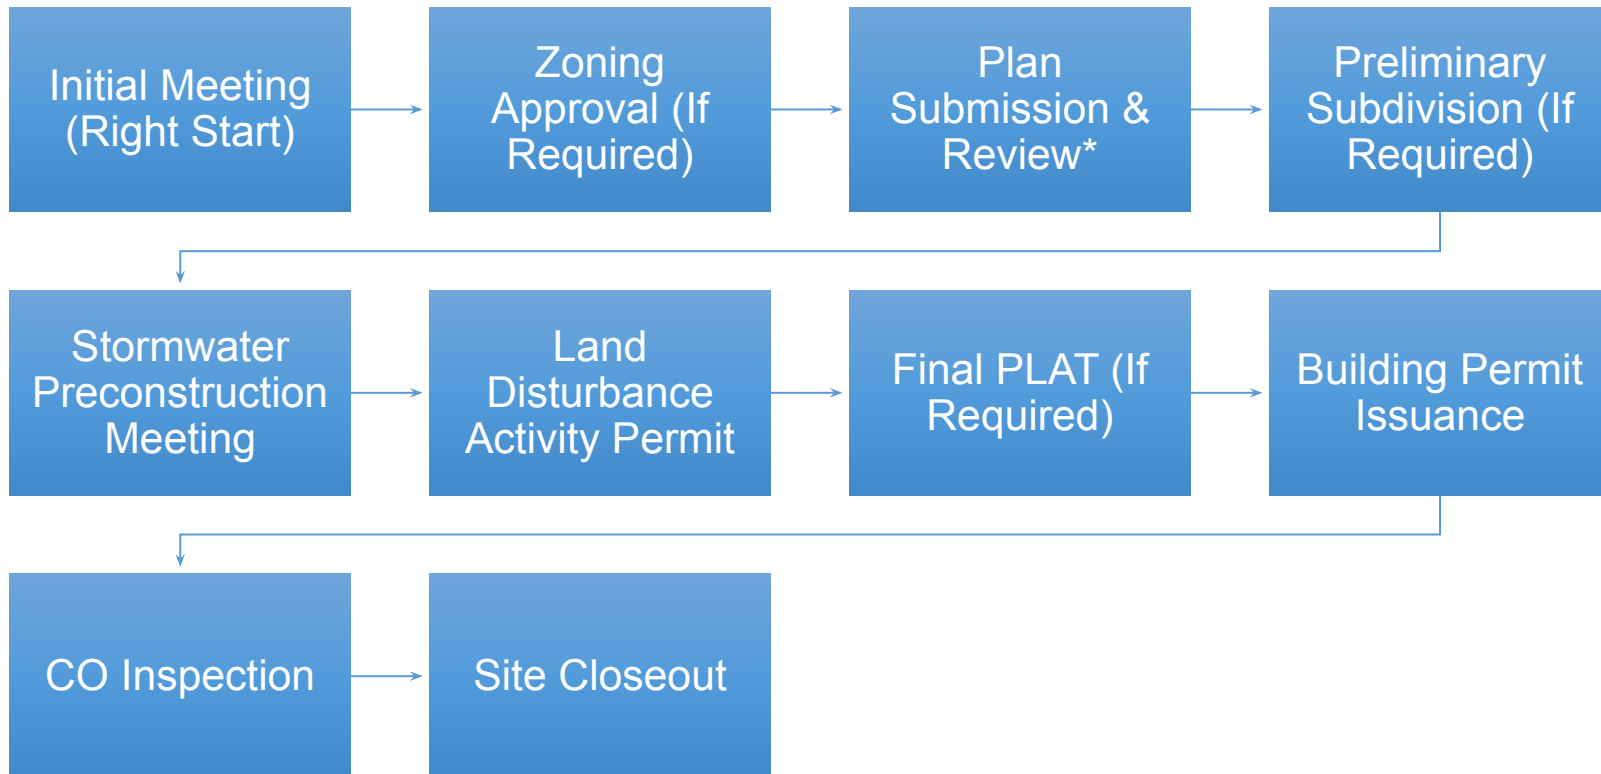 Initial Meeting
(Right Start)
Zoning
Approval (If
Required)
Plan
Submission &
Review*
Preliminary
Subdivision (If
Required)
Stormwater
Preconstruction
Meeting
Land
Disturbance
Activity Permit
Final PLAT (If
Required)
Building Permit
Issuance
CO Inspection
Site Closeout